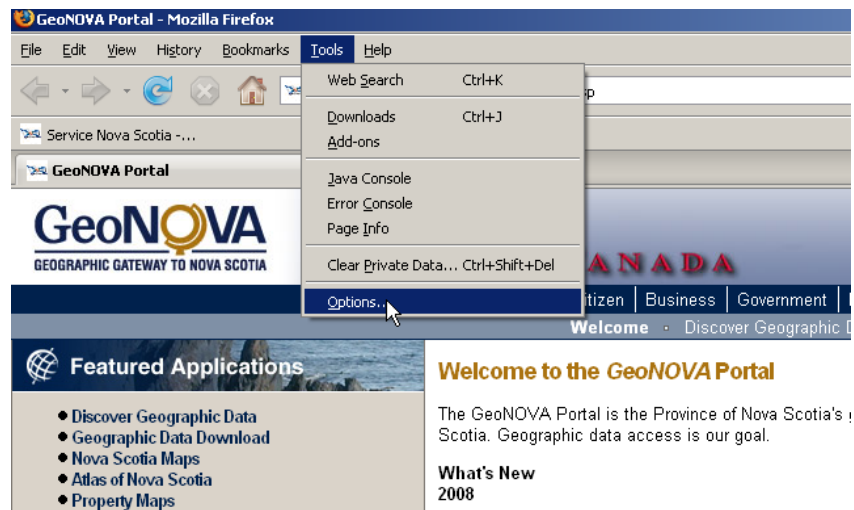 GeoNOVA Portal - Mozilla Firefox
File Edit View History Bookmarks Tools Help
Web Search Ctrl+K
sp
Downloads Ctrl+J
Service Nova Scotia -...
Add-ons
GeoNOVA Portal
Java Console
Error Console
Page Info
GeoNOVA
GEOGRAPHIC GATEWAY TO NOVA SCOTIA
Clear Private Data... Ctrl+Shift+Del
ANADA
Options...
itizen | Business | Government |
Welcome • Discover Geographic
Featured Applications
Welcome to the GeoNOVA Portal
• Discover Geographic Data
• Geographic Data Download
• Nova Scotia Maps
• Atlas of Nova Scotia
• Property Maps
The GeoNOVA Portal is the Province of Nova Scotia's
Scotia. Geographic data access is our goal.
What's New
2008